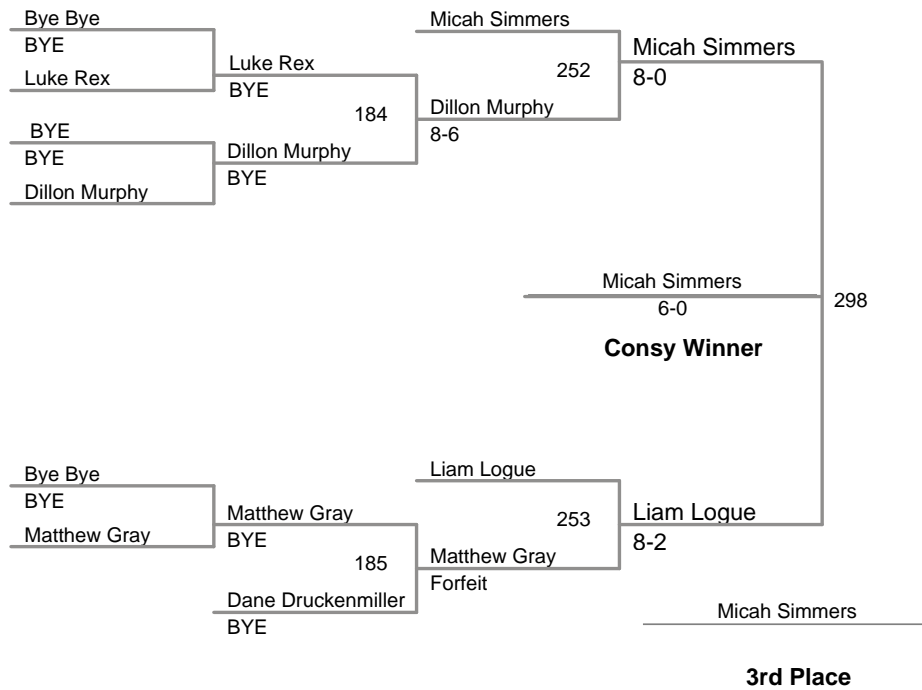 Bye Bye
BYE
Luke Rex
Luke Rex
BYE
BYE
BYE
Dillon Murphy
Dillon Murphy
BYE
184
Micah Simmers
Dillon Murphy
8-6
252
Micah Simmers
8-0
Micah Simmers
6-0
Consy Winner
298
Bye Bye
BYE
Matthew Gray
Matthew Gray
BYE
185
Dane Druckenmiller
BYE
Liam Logue
253
Matthew Gray
Forfeit
Liam Logue
8-2
Micah Simmers
3rd Place